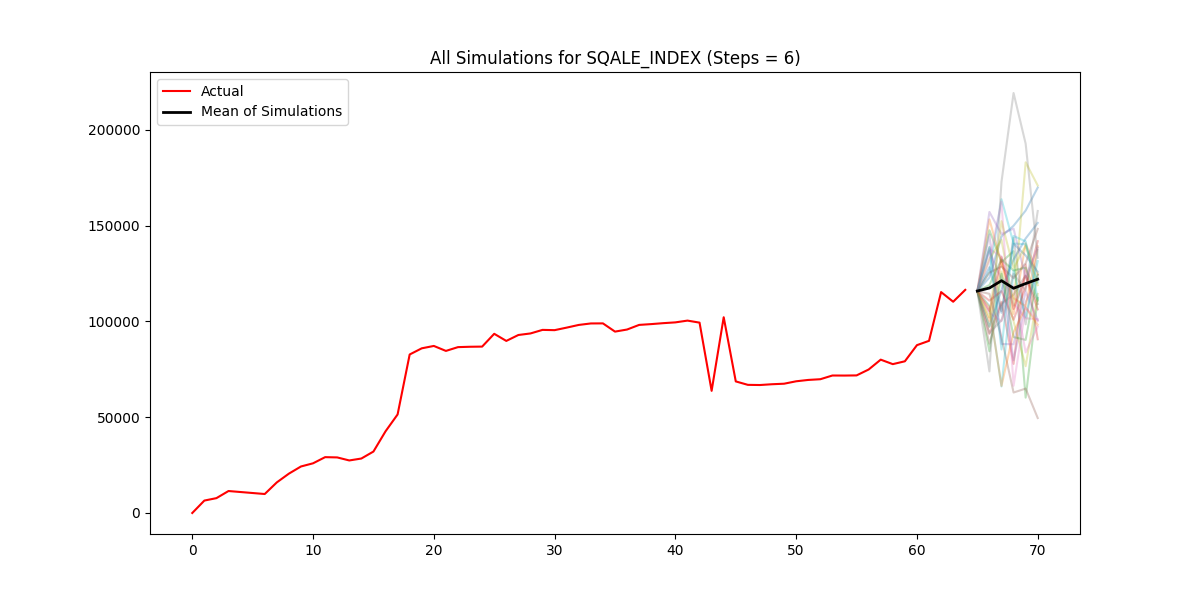 All Simulations for SQALE_INDEX (Steps = 6)
Actual
Mean of Simulations
200000
150000
100000
50000
0
0 10 20 30 40 50 60 70